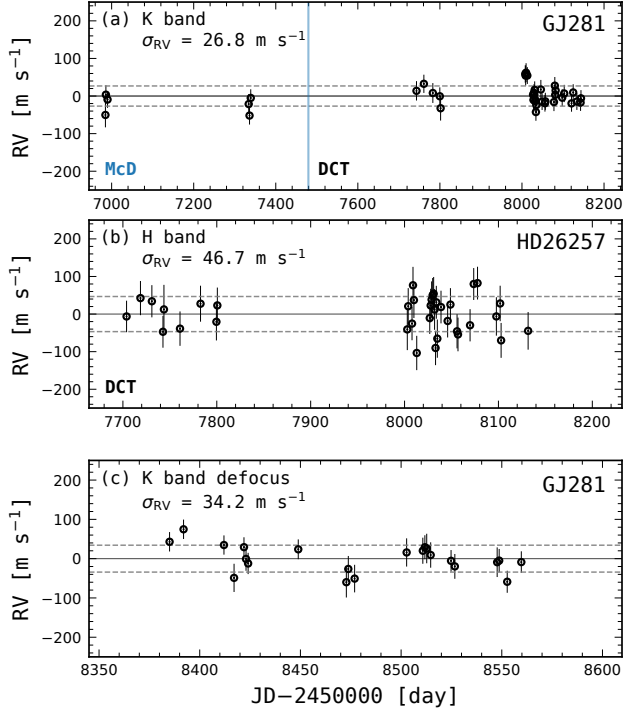 (a) K band
GJ281
σRV = 26.8 m s⁻¹
RV [m s⁻¹]
200
100
0
−100
−200
McD
DCT
7000 7200 7400 7600 7800 8000 8200
(b) H band
HD26257
σRV = 46.7 m s⁻¹
RV [m s⁻¹]
200
100
0
−100
−200
DCT
7700 7800 7900 8000 8100 8200
(c) K band defocus
GJ281
σRV = 34.2 m s⁻¹
RV [m s⁻¹]
200
100
0
−100
−200
8350 8400 8450 8500 8550 8600
JD−2450000 [day]